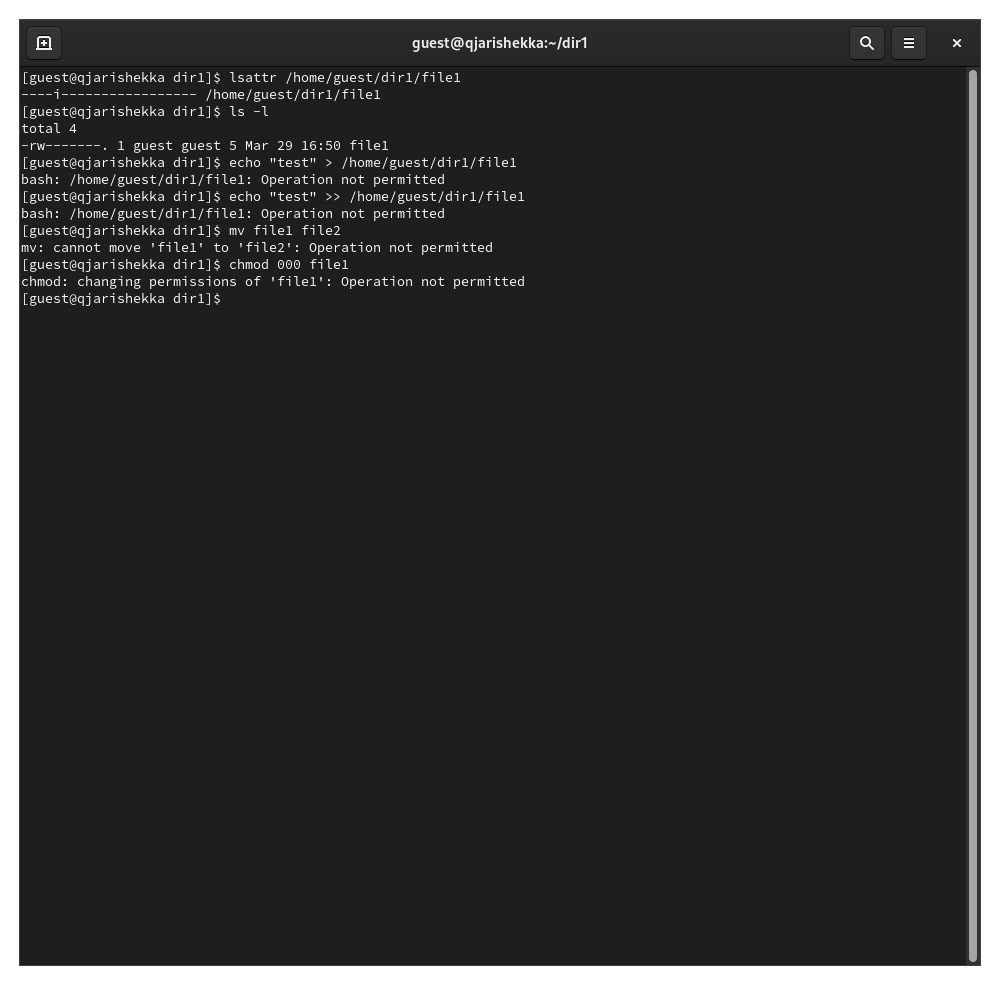 guest@qjarishekka:~/dir1
[guest@qjarishekka dir1]$ lsattr /home/guest/dir1/file1
----i----------------- /home/guest/dir1/file1
[guest@qjarishekka dir1]$ ls -l
total 4
-rw-------. 1 guest guest 5 Mar 29 16:50 file1
[guest@qjarishekka dir1]$ echo "test" > /home/guest/dir1/file1
bash: /home/guest/dir1/file1: Operation not permitted
[guest@qjarishekka dir1]$ echo "test" >> /home/guest/dir1/file1
bash: /home/guest/dir1/file1: Operation not permitted
[guest@qjarishekka dir1]$ mv file1 file2
mv: cannot move 'file1' to 'file2': Operation not permitted
[guest@qjarishekka dir1]$ chmod 000 file1
chmod: changing permissions of 'file1': Operation not permitted
[guest@qjarishekka dir1]$